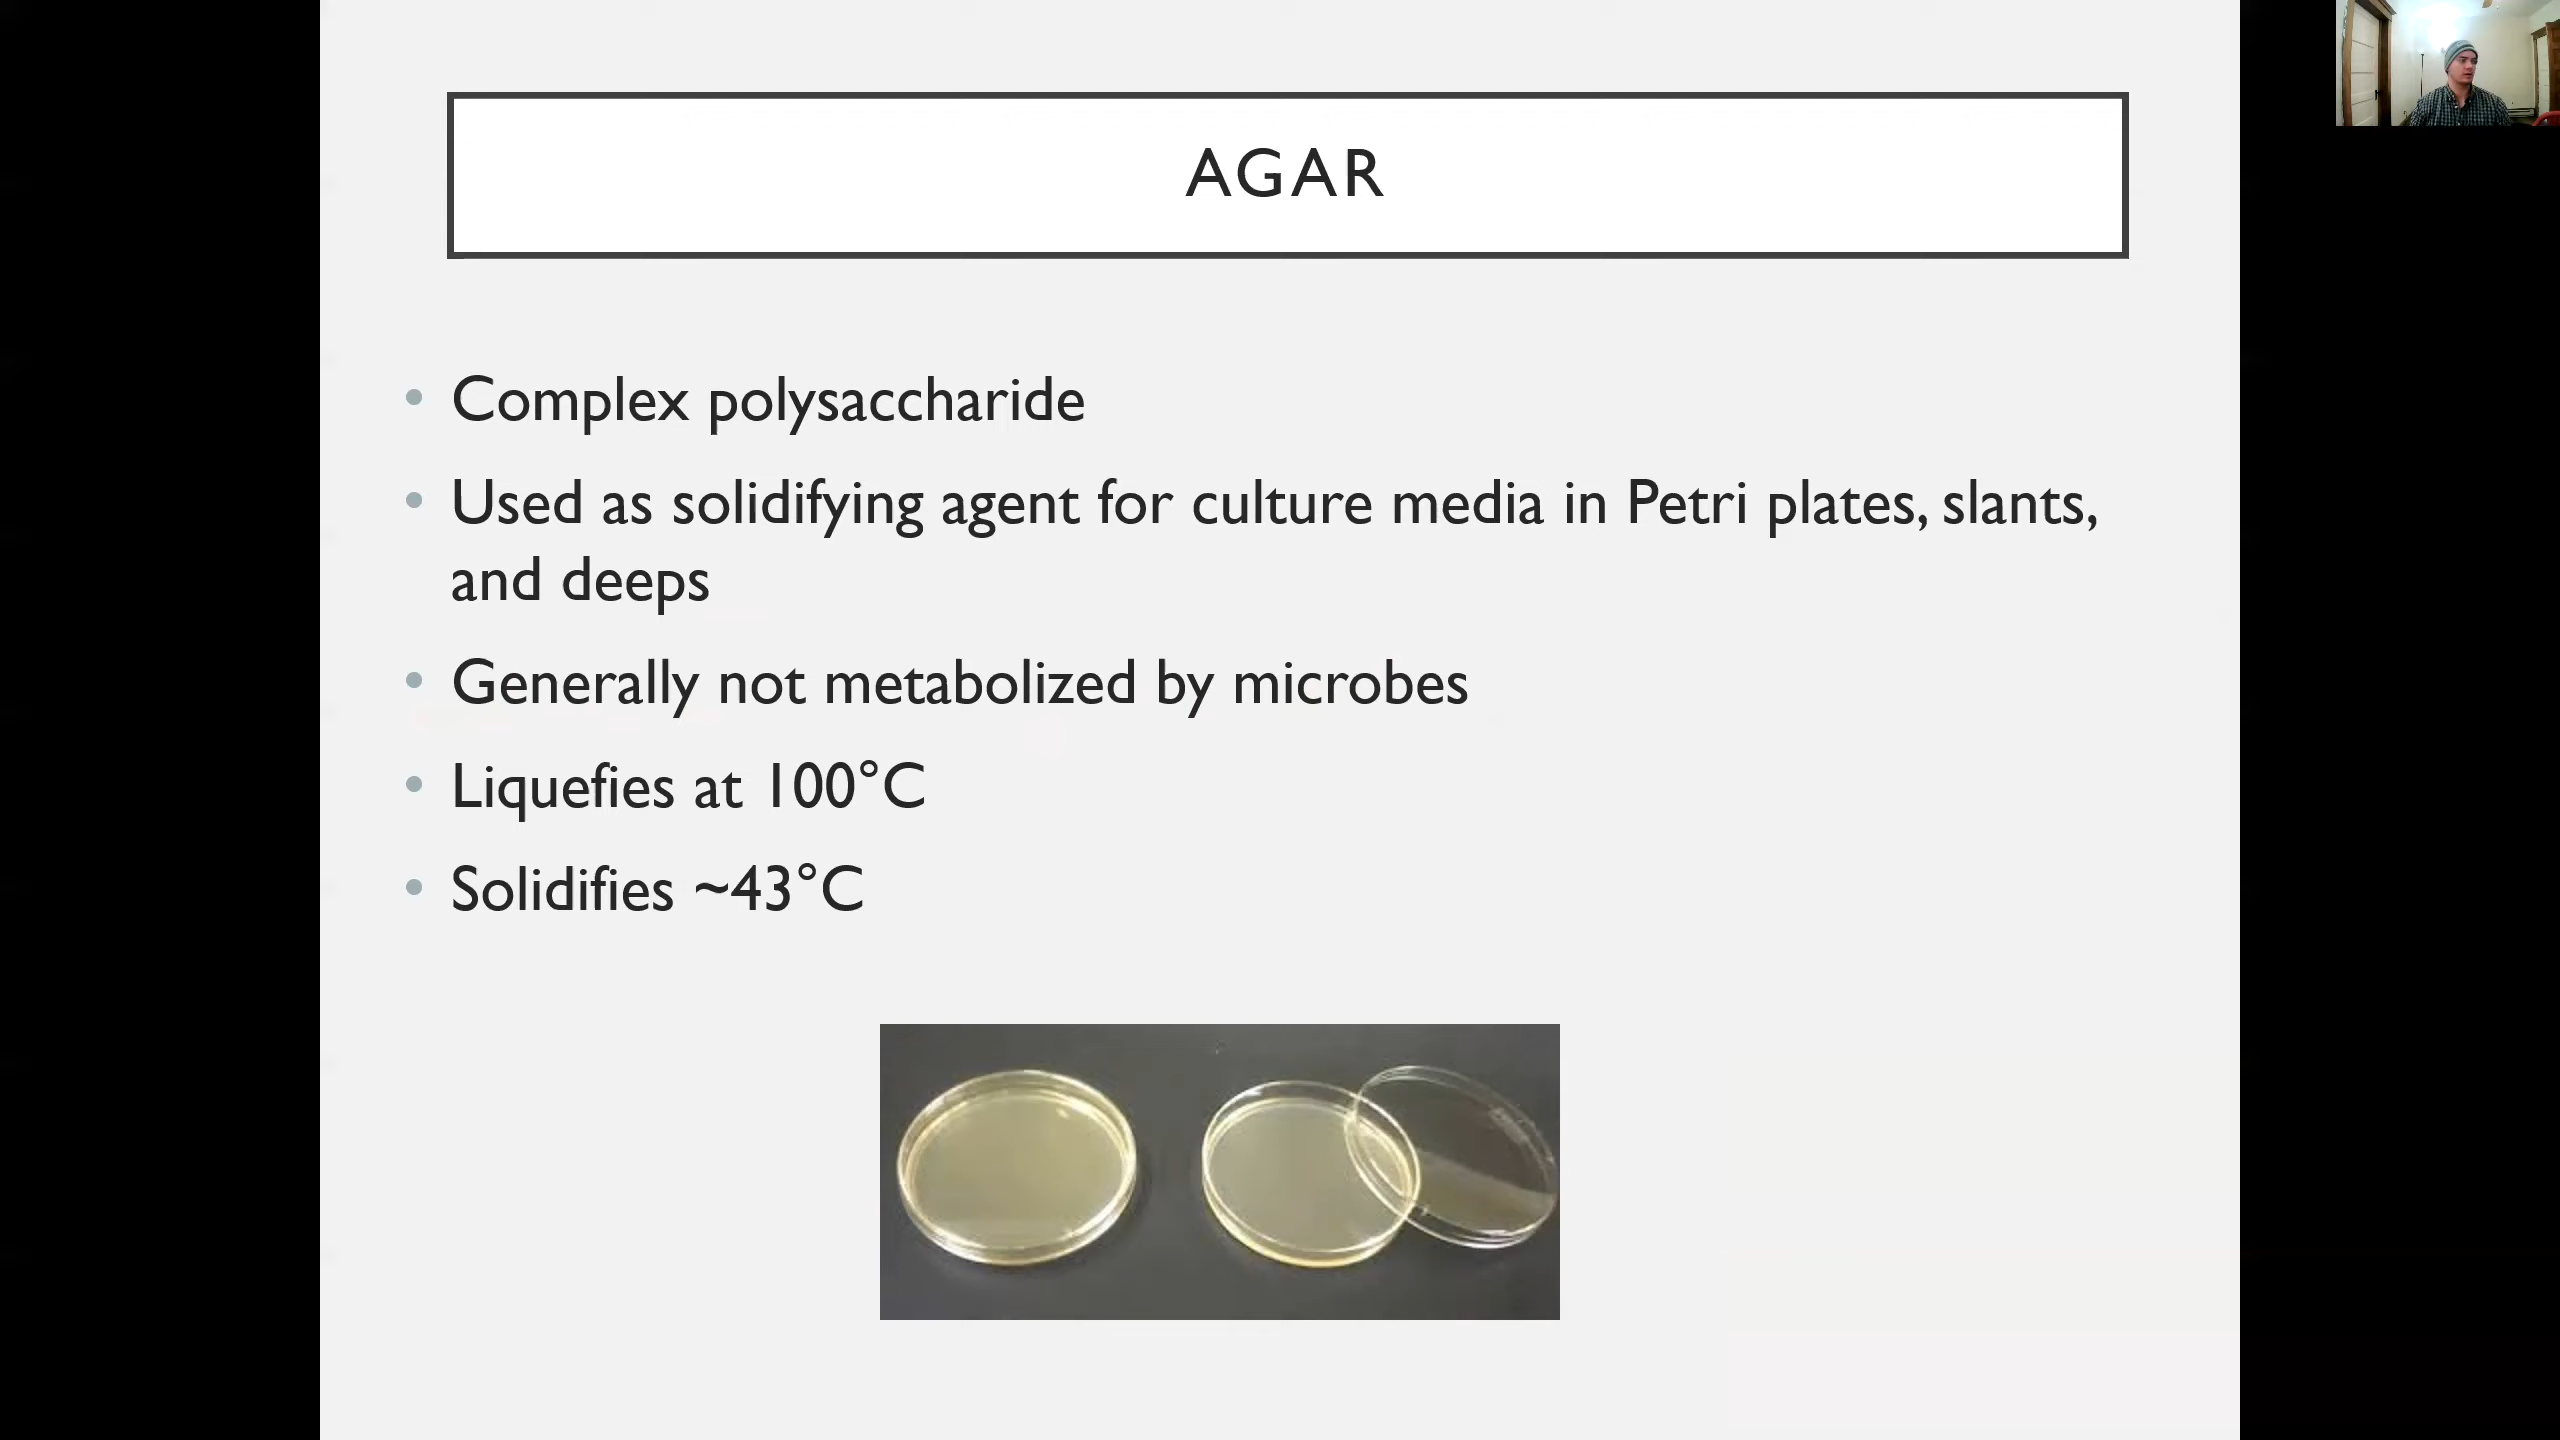 AGAR
• Complex polysaccharide
• Used as solidifying agent for culture media in Petri plates, slants,
and deeps
• Generally not metabolized by microbes
• Liquefies at 100°C
• Solidifies ~43°C